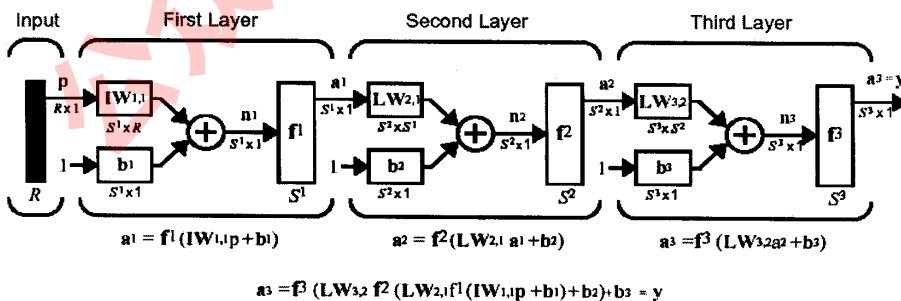 Input First Layer Second Layer Third Layer
p a1 a2 a3 = y
IW1,1 LW2,1 LW3,2
R x 1 S1 x 1 S2 x 1 S3 x 1
n1 n2 n3
S1 x R S2 x S1 S3 x S2
f1 f2 f3
S1 x 1 S2 x 1 S3 x 1
1 b1 1 b2 1 b3
S1 x 1 S2 x 1 S3 x 1
R S1 S2 S3
a1 = f1 (IW1,1p + b1) a2 = f2 (LW2,1 a1 + b2) a3 =f3 (LW3,2a2 + b3)
a3 =f3 (LW3,2 f2 (LW2,1f1 (IW1,1p + b1) + b2)+ b3 = y